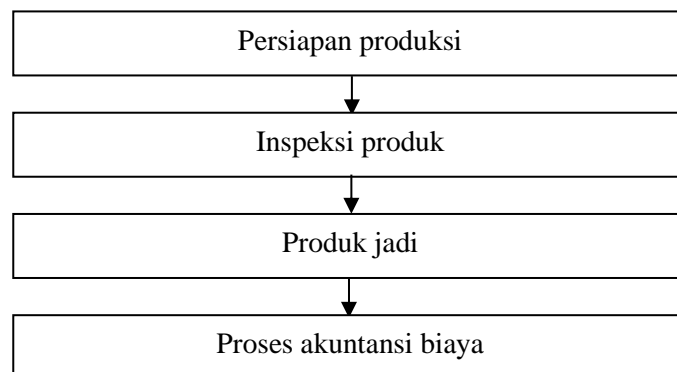 Persiapan produksi
Inspeksi produk
Produk jadi
Proses akuntansi biaya